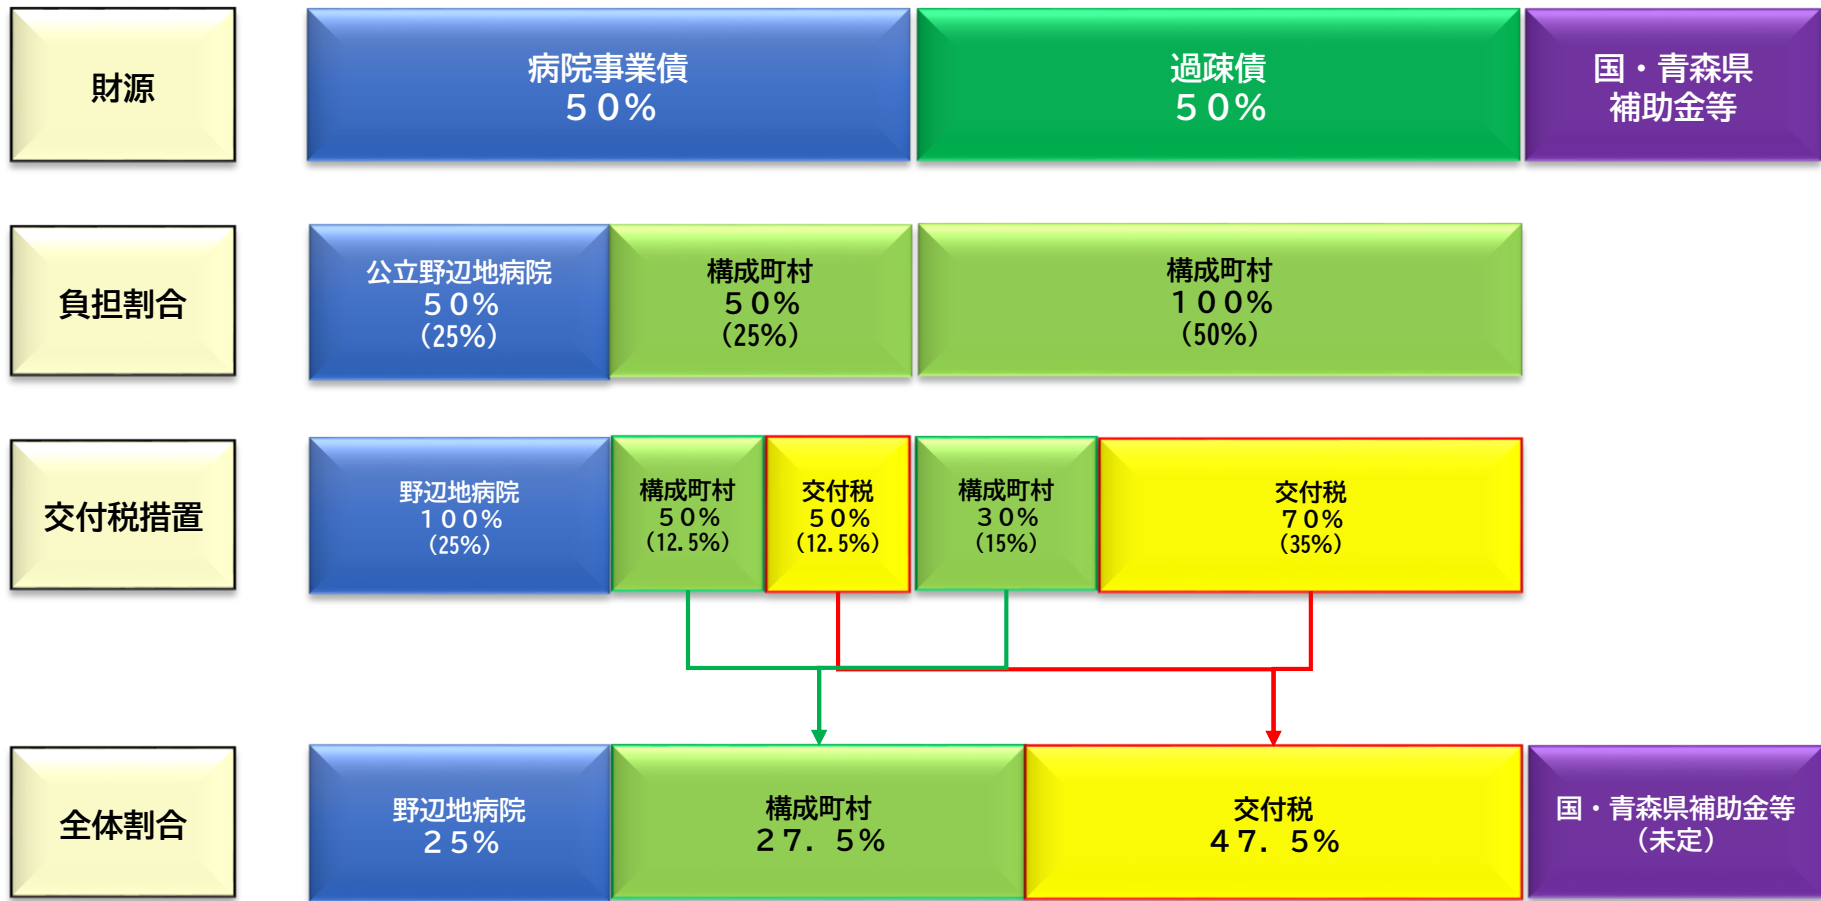 財源
病院事業債
５０％
過疎債
５０％
国・青森県
補助金等
負担割合
公立野辺地病院
５０％
(25%)
構成町村
５０％
(25%)
構成町村
１００％
(50%)
交付税措置
野辺地病院
１００％
(25%)
構成町村
５０％
(12.5%)
交付税
５０％
(12.5%)
構成町村
３０％
(15%)
交付税
７０％
(35%)
全体割合
野辺地病院
２５％
構成町村
２７．５％
交付税
４７．５％
国・青森県補助金等
（未定）